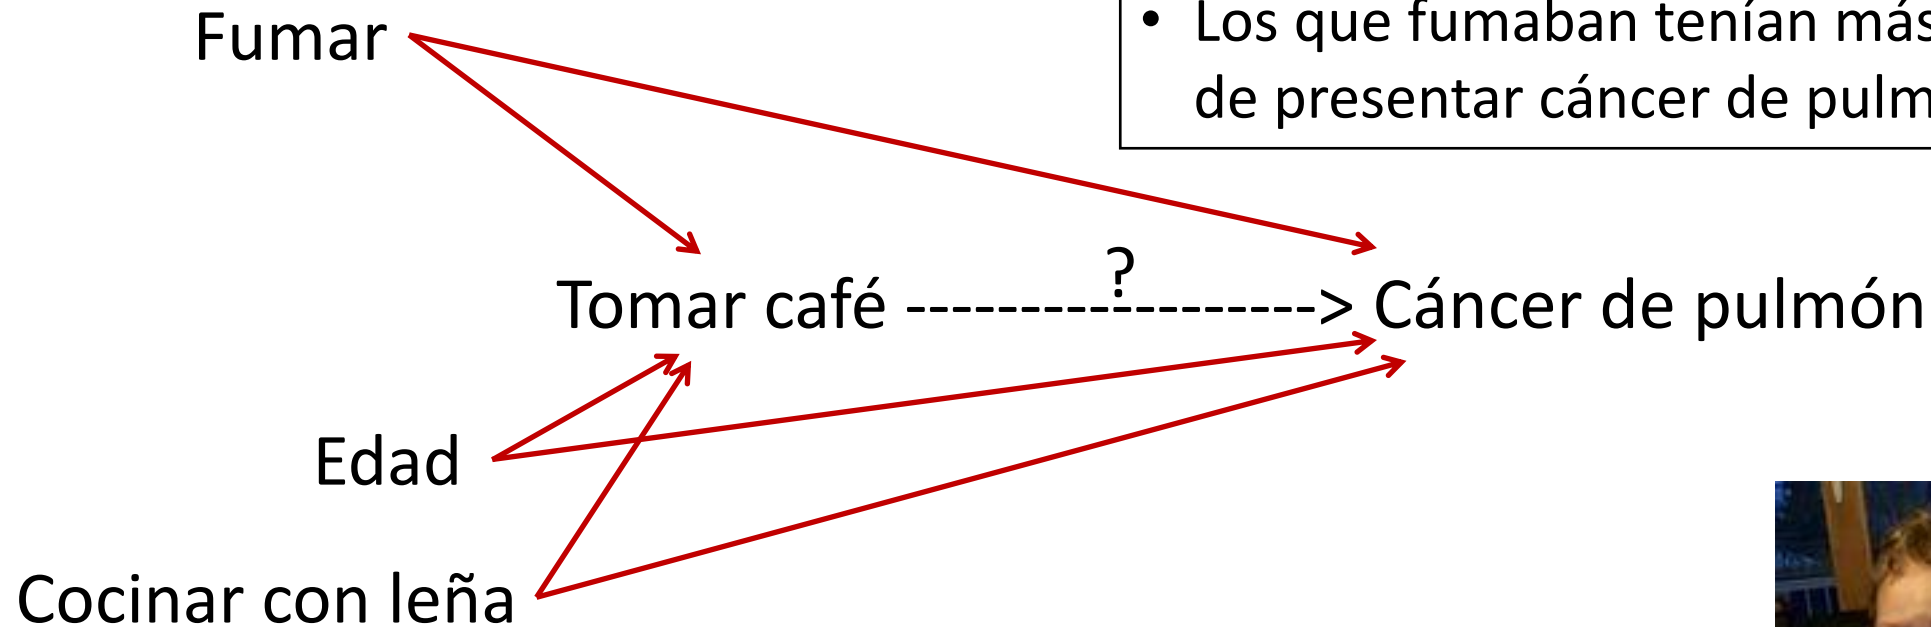 Fumar
• Los que fumaban tenían más
de presentar cáncer de
?
Tomar café ------------------> Cáncer de pulmón
Edad
Cocinar con leña